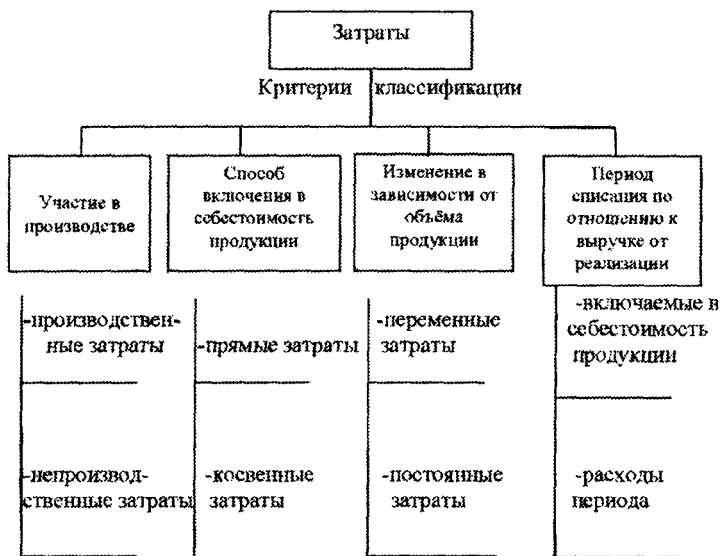 Затраты
Критерии классификации
Участие в
производстве
Способ
включения в
себестоимость
продукции
Изменение в
зависимости от
объёма
продукции
Период
списания по
отношению к
выручке от
реализации
-производствен-
ные затраты
-непроизвод-
ственные затраты
-прямые затраты
-косвенные
затраты
-переменные
затраты
-постоянные
затраты
-включаемые в
себестоимость
продукции
-расходы
периода